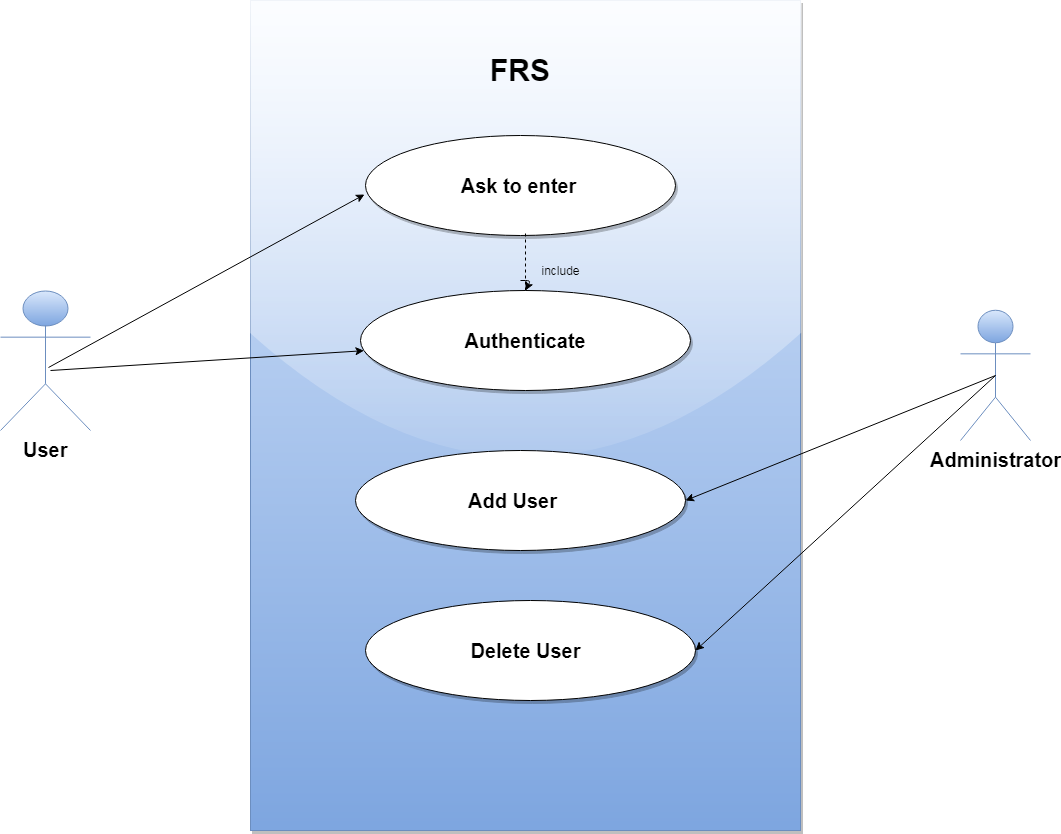 FRS
Ask to enter
include
Authenticate
User
Administrator
Add User
Delete User